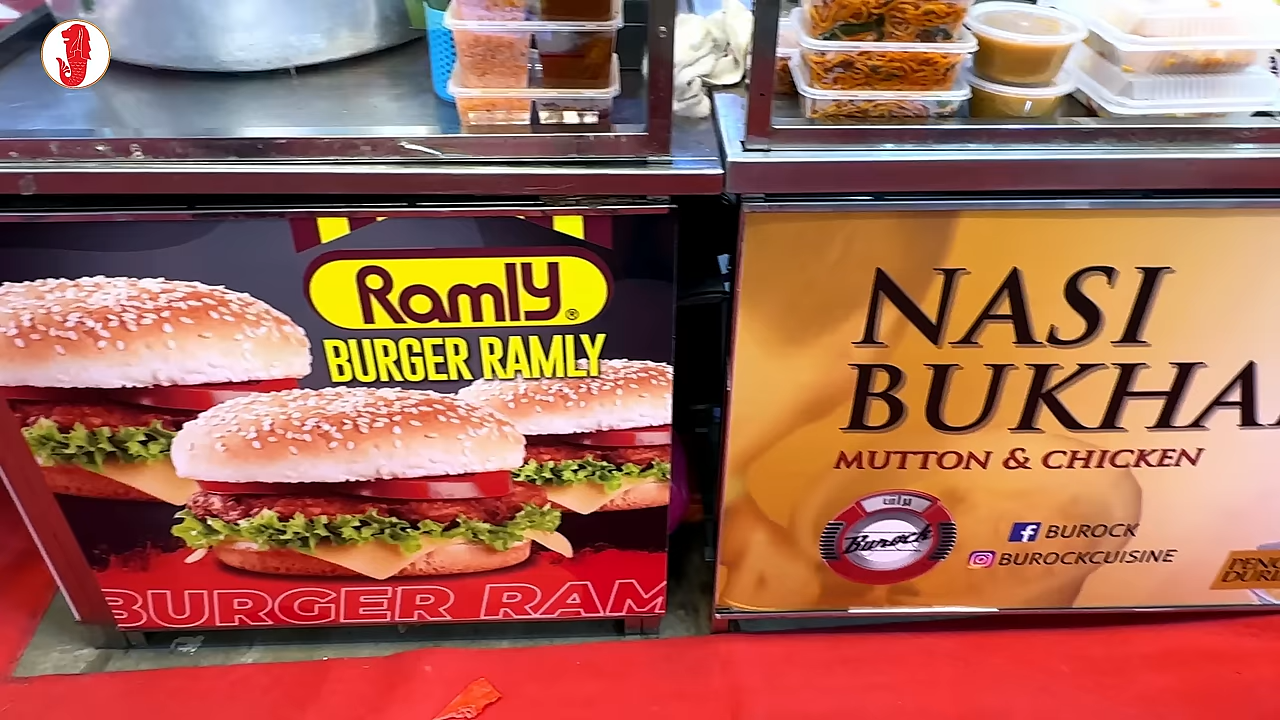 Ramly®
BURGER RAMLY
BURGER RAM
NASI
BUKHA
MUTTON & CHICKEN
Burock
BUROCK
BUROCKCUISINE